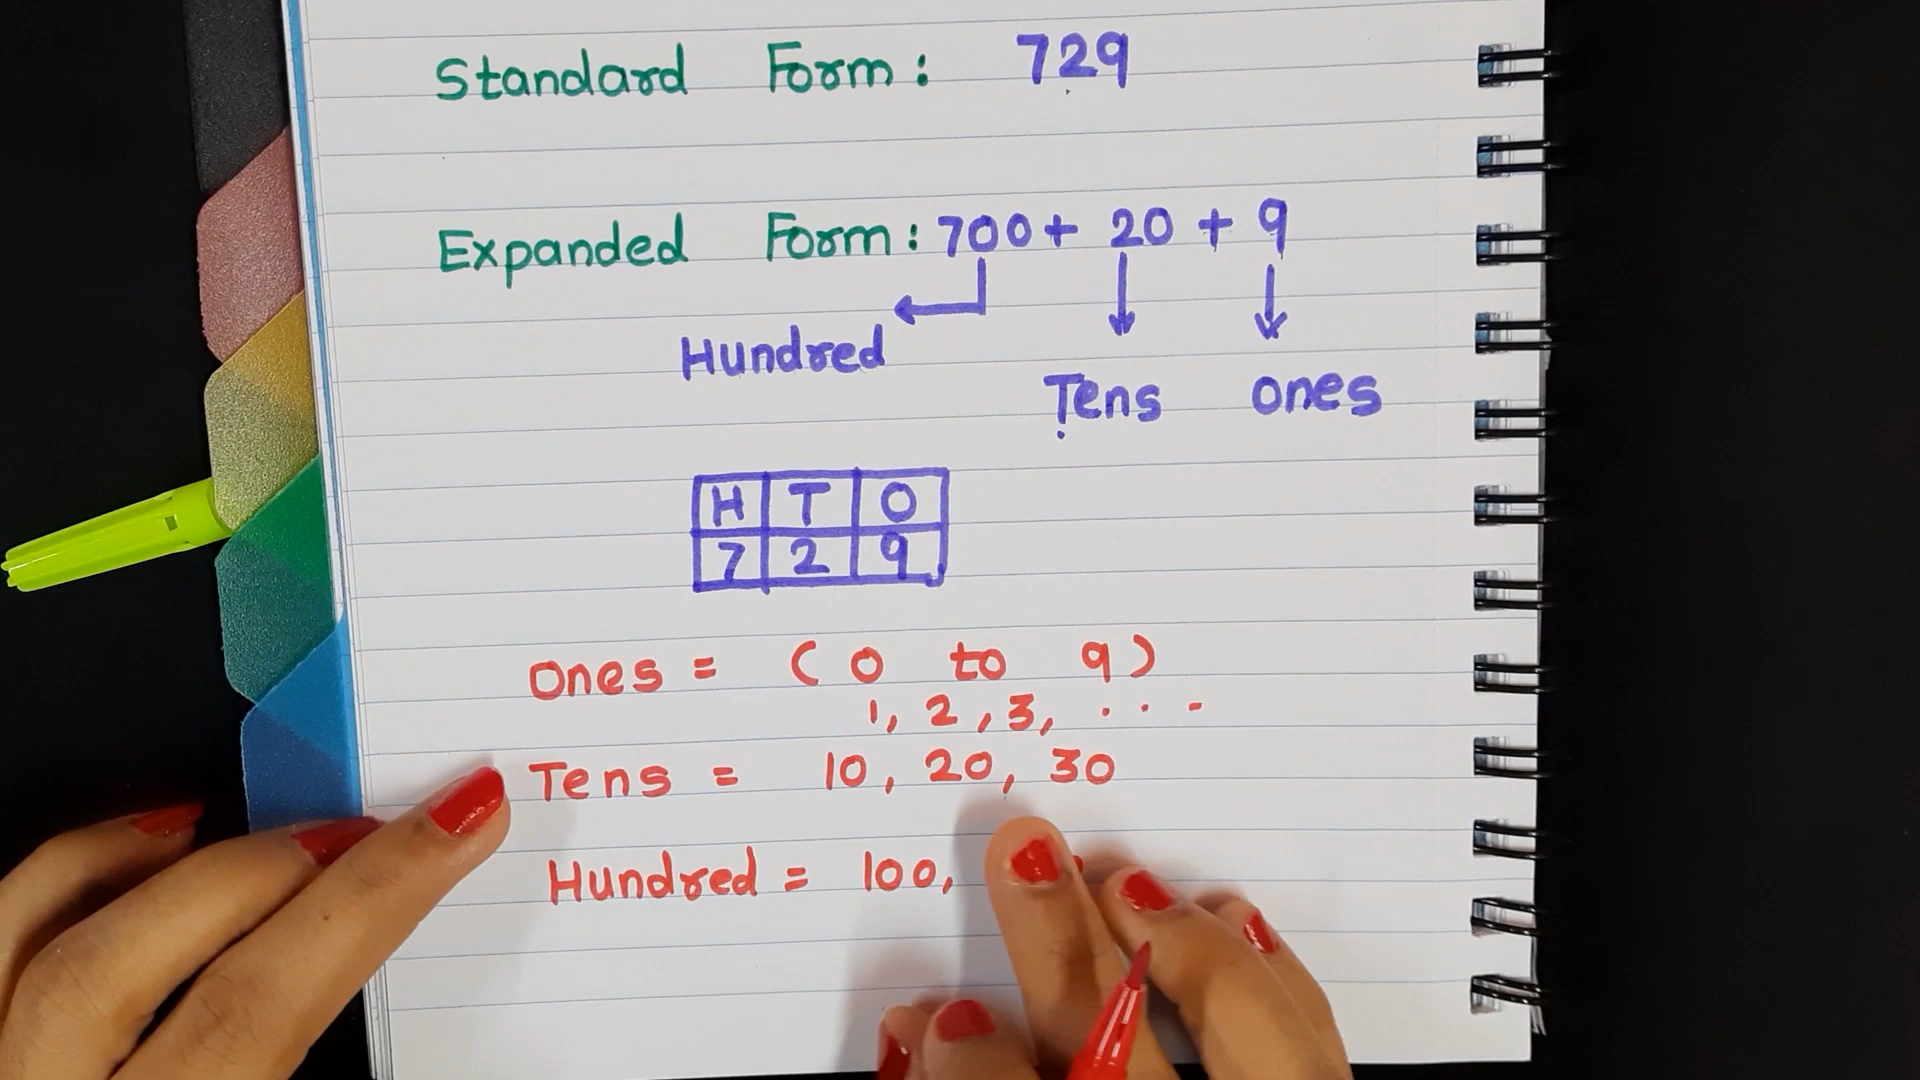 Standard Form: 729
Expanded Form: 700+ 20 + 9
Hundred
Tens ones
H T O
7 2 9
Ones = (0 to 9)
1, 2, 3, . . . -
Tens = 10, 20, 30
Hundred = 100,